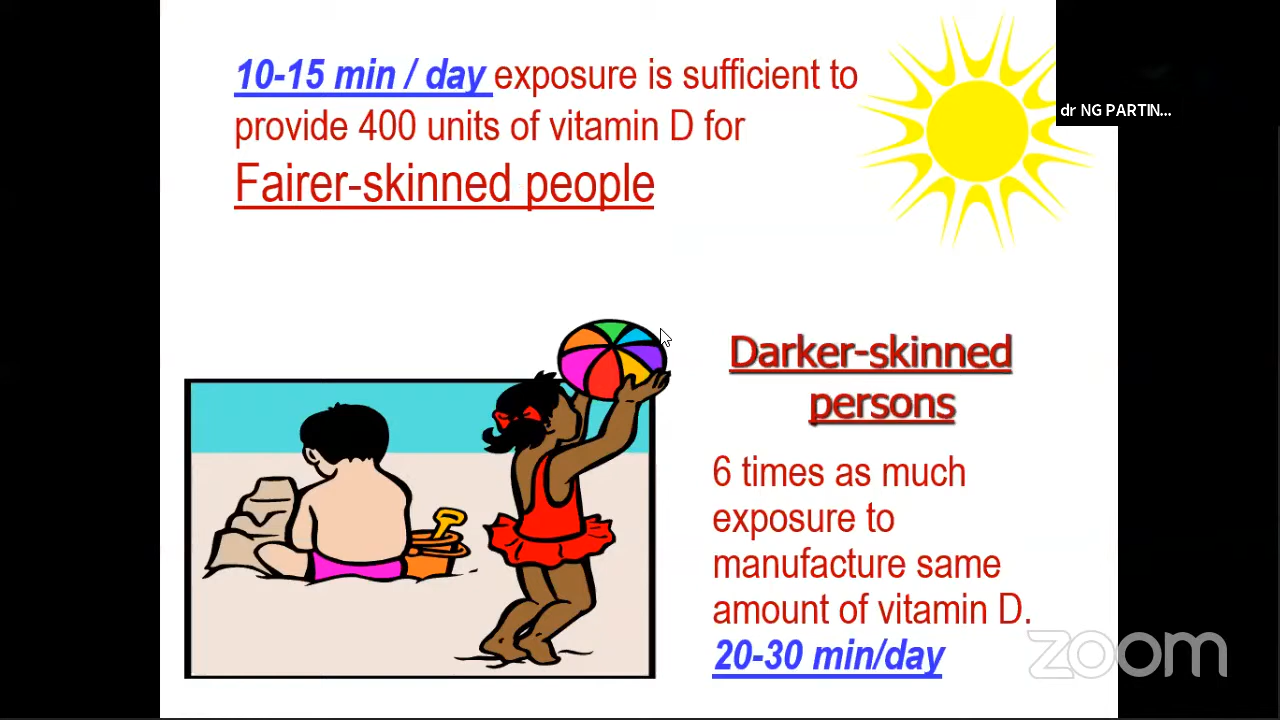 10-15 min / day exposure is sufficient to
provide 400 units of vitamin D for
Fairer-skinned people
dr NG PARTIN...
Darker-skinned
persons
6 times as much
exposure to
manufacture same
amount of vitamin D.
20-30 min/day
zoom